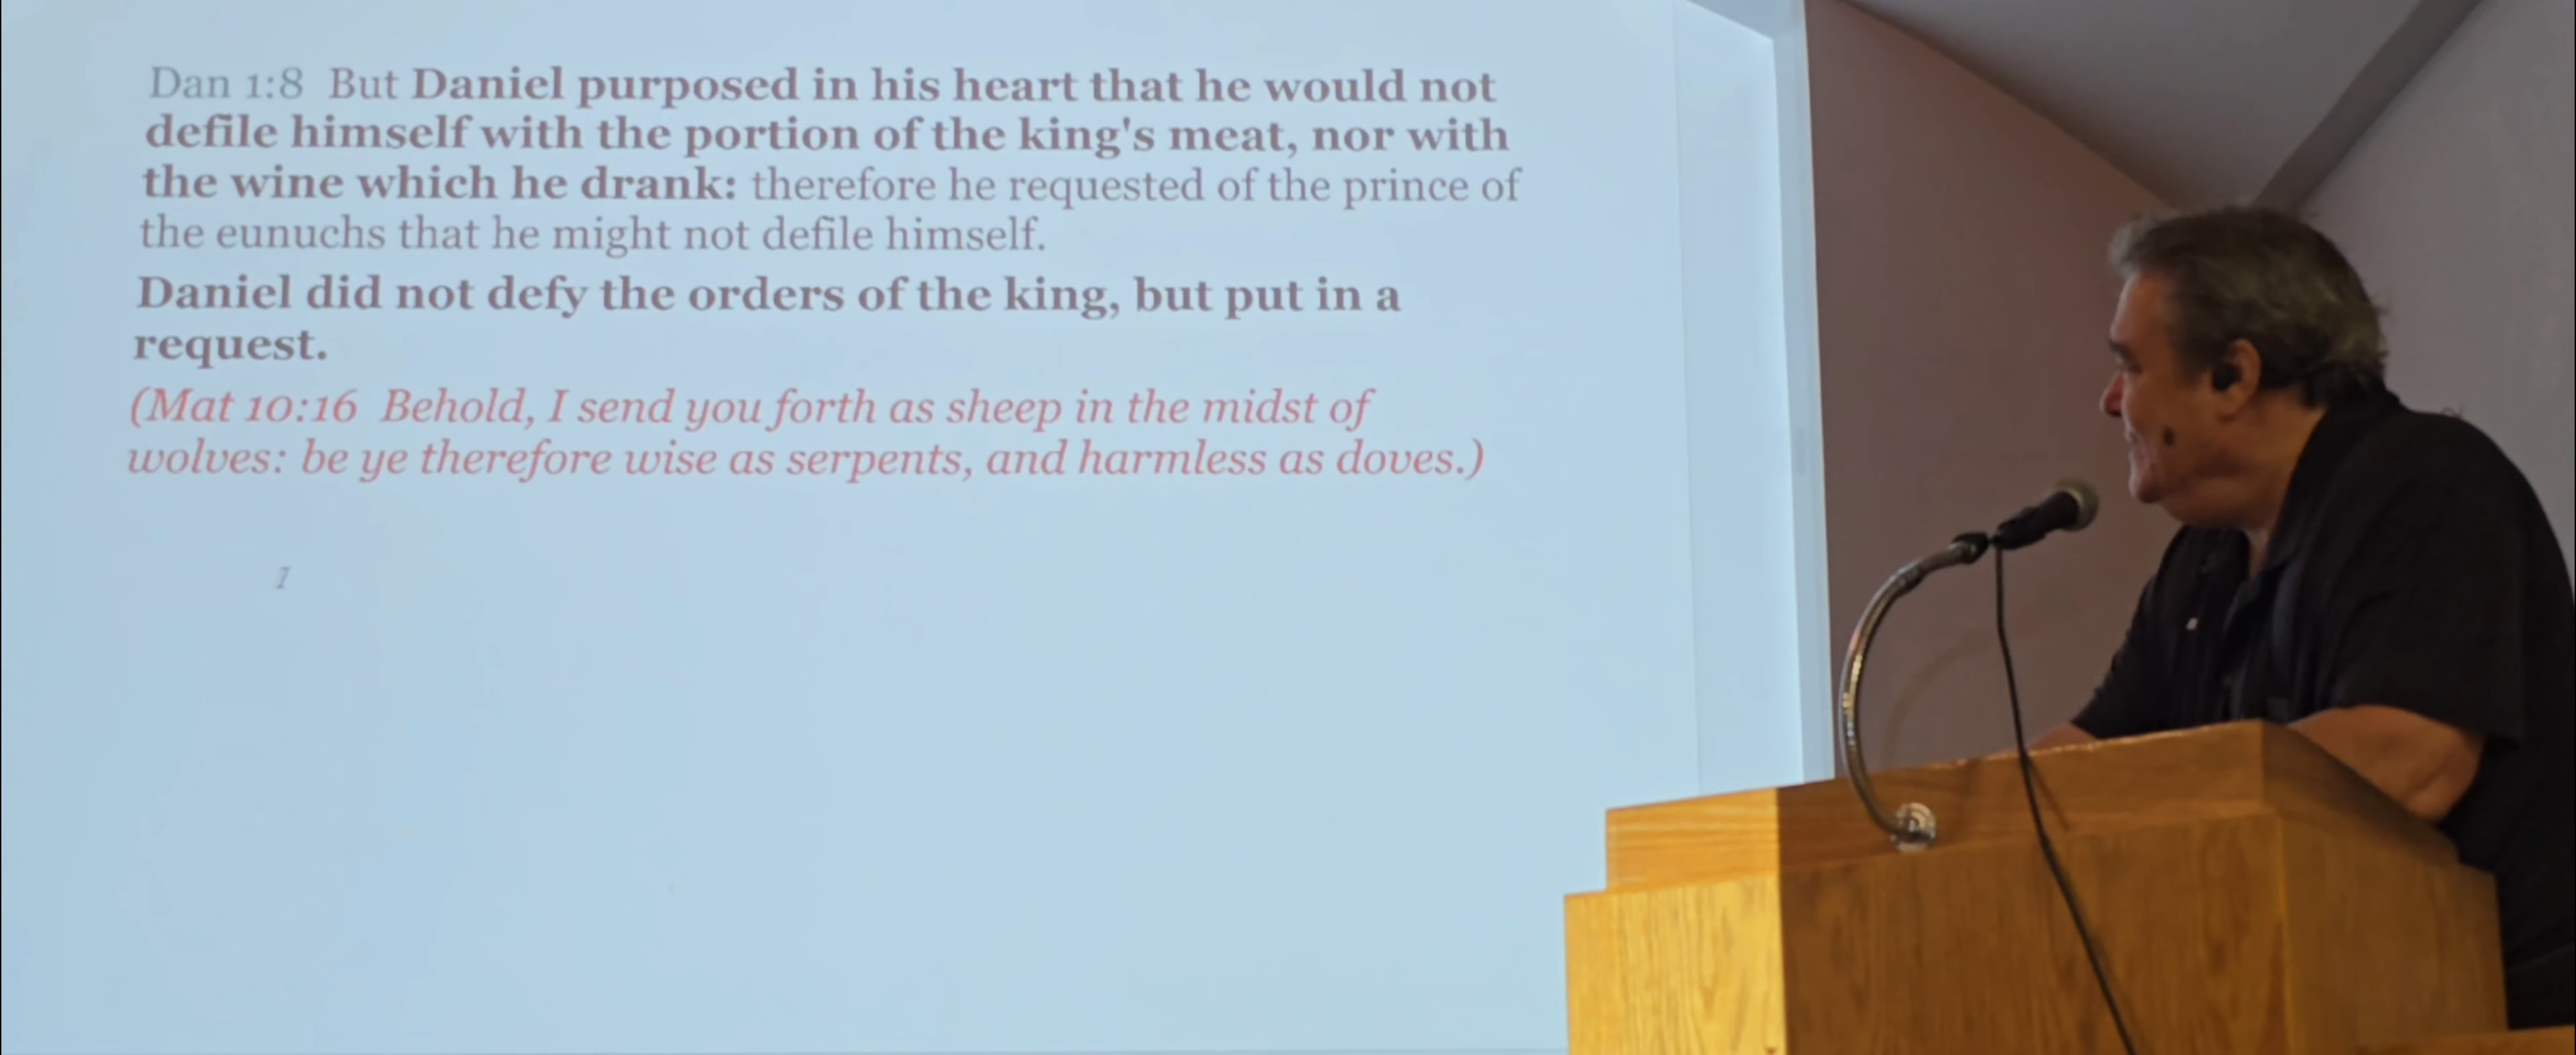 Dan 1:8  But Daniel purposed in his heart that he would not
defile himself with the portion of the king's meat, nor with
the wine which he drank: therefore he requested of the prince of
the eunuchs that he might not defile himself.
Daniel did not defy the orders of the king, but put in a
request.
(Mat 10:16  Behold, I send you forth as sheep in the midst of
wolves: be ye therefore wise as serpents, and harmless as doves.)